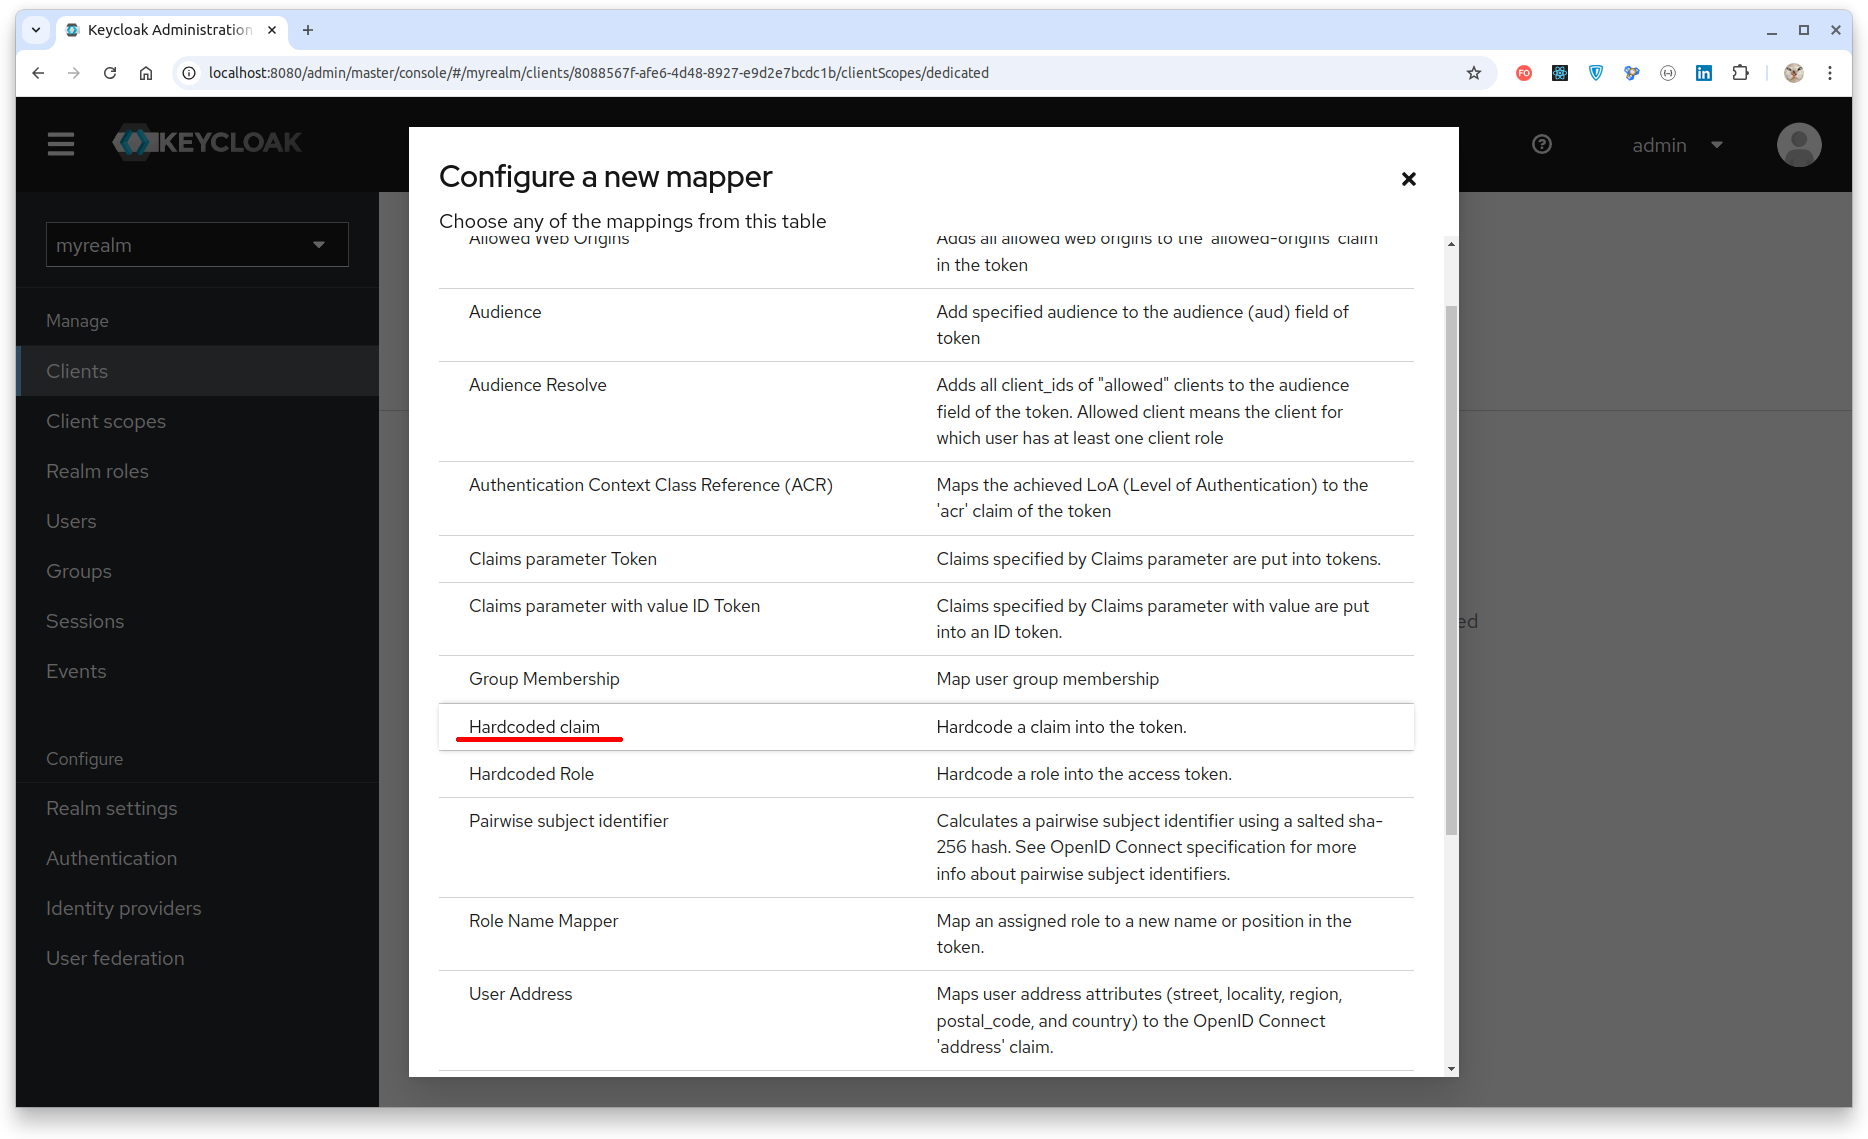 Keycloak Administration
localhost:8080/admin/master/console/#/myrealm/clients/8088567f-afe6-4d48-8927-e9d2e7bcdc1b/clientScopes/dedicated
FO
in
KEYCLOAK
admin
myrealm
Manage
Clients
Client scopes
Realm roles
Users
Groups
Sessions
Events
Configure
Realm settings
Authentication
Identity providers
User federation
Configure a new mapper
Choose any of the mappings from this table
Allowed Web Origins
Adds all allowed web origins to the 'allowed-origins' claim
in the token
Audience
Add specified audience to the audience (aud) field of
token
Audience Resolve
Adds all client_ids of "allowed" clients to the audience
field of the token. Allowed client means the client for
which user has at least one client role
Authentication Context Class Reference (ACR)
Maps the achieved LoA (Level of Authentication) to the
'acr' claim of the token
Claims parameter Token
Claims specified by Claims parameter are put into tokens.
Claims parameter with value ID Token
Claims specified by Claims parameter with value are put
into an ID token.
Group Membership
Map user group membership
Hardcoded claim
Hardcode a claim into the token.
Hardcoded Role
Hardcode a role into the access token.
Pairwise subject identifier
Calculates a pairwise subject identifier using a salted sha-
256 hash. See OpenID Connect specification for more
info about pairwise subject identifiers.
Role Name Mapper
Map an assigned role to a new name or position in the
token.
User Address
Maps user address attributes (street, locality, region,
postal_code, and country) to the OpenID Connect
'address' claim.
ed